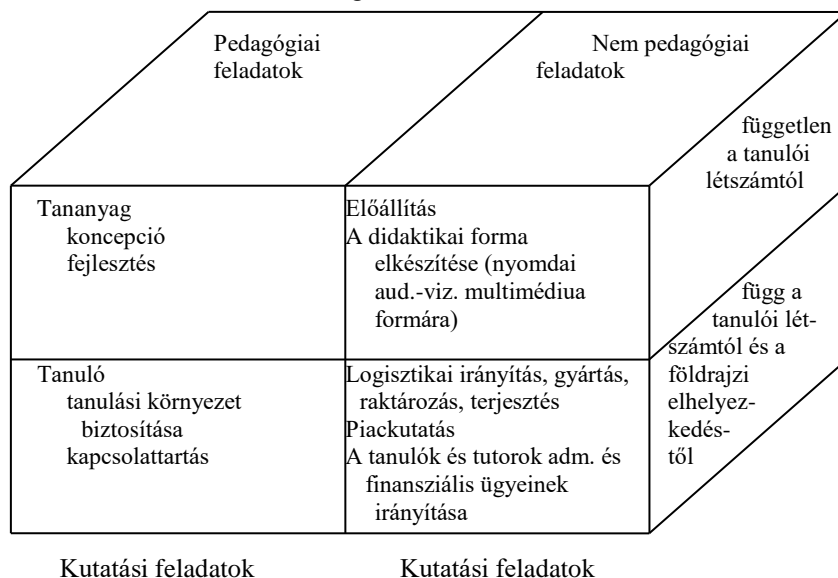 Pedagógiai
feladatok
Nem pedagógiai
feladatok
független
a tanulói
létszámtól
Tananyag
koncepció
fejlesztés
Előállítás
A didaktikai forma
elkészítése (nyomdai
aud.-viz. multimédiua
formára)
függ a
tanulói lét-
számtól és a
földrajzi
elhelyez-
kedés-
től
Tanuló
tanulási környezet
biztosítása
kapcsolattartás
Logisztikai irányítás, gyártás,
raktározás, terjesztés
Piackutatás
A tanulók és tutorok adm. és
finansziális ügyeinek
irányítása
Kutatási feladatok
Kutatási feladatok